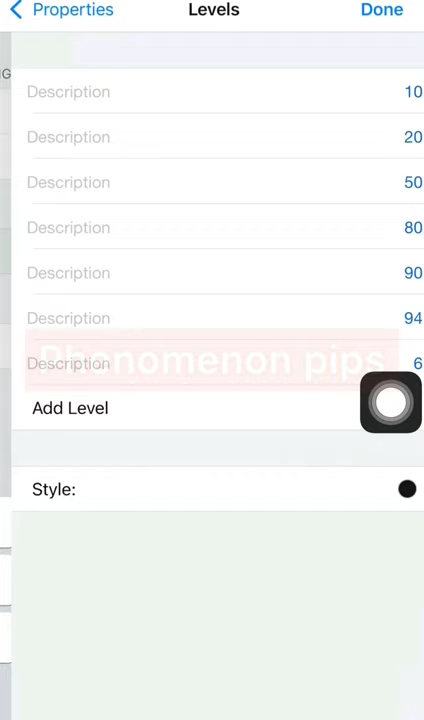 Properties
Levels
Done
Description 10
Description 20
Description 50
Description 80
Description 90
Description 94
Phenomenon pips
Description 6
Add Level
Style: